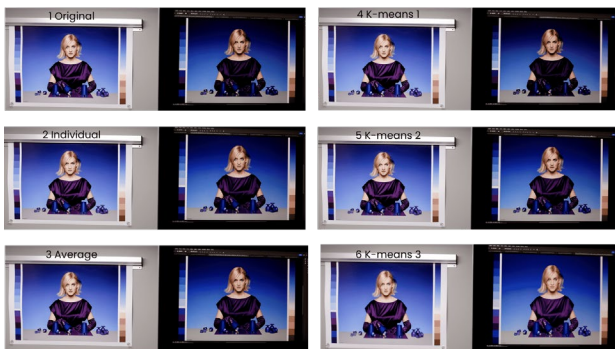 1 Original
4 K-means 1
2 Individual
5 K-means 2
3 Average
6 K-means 3